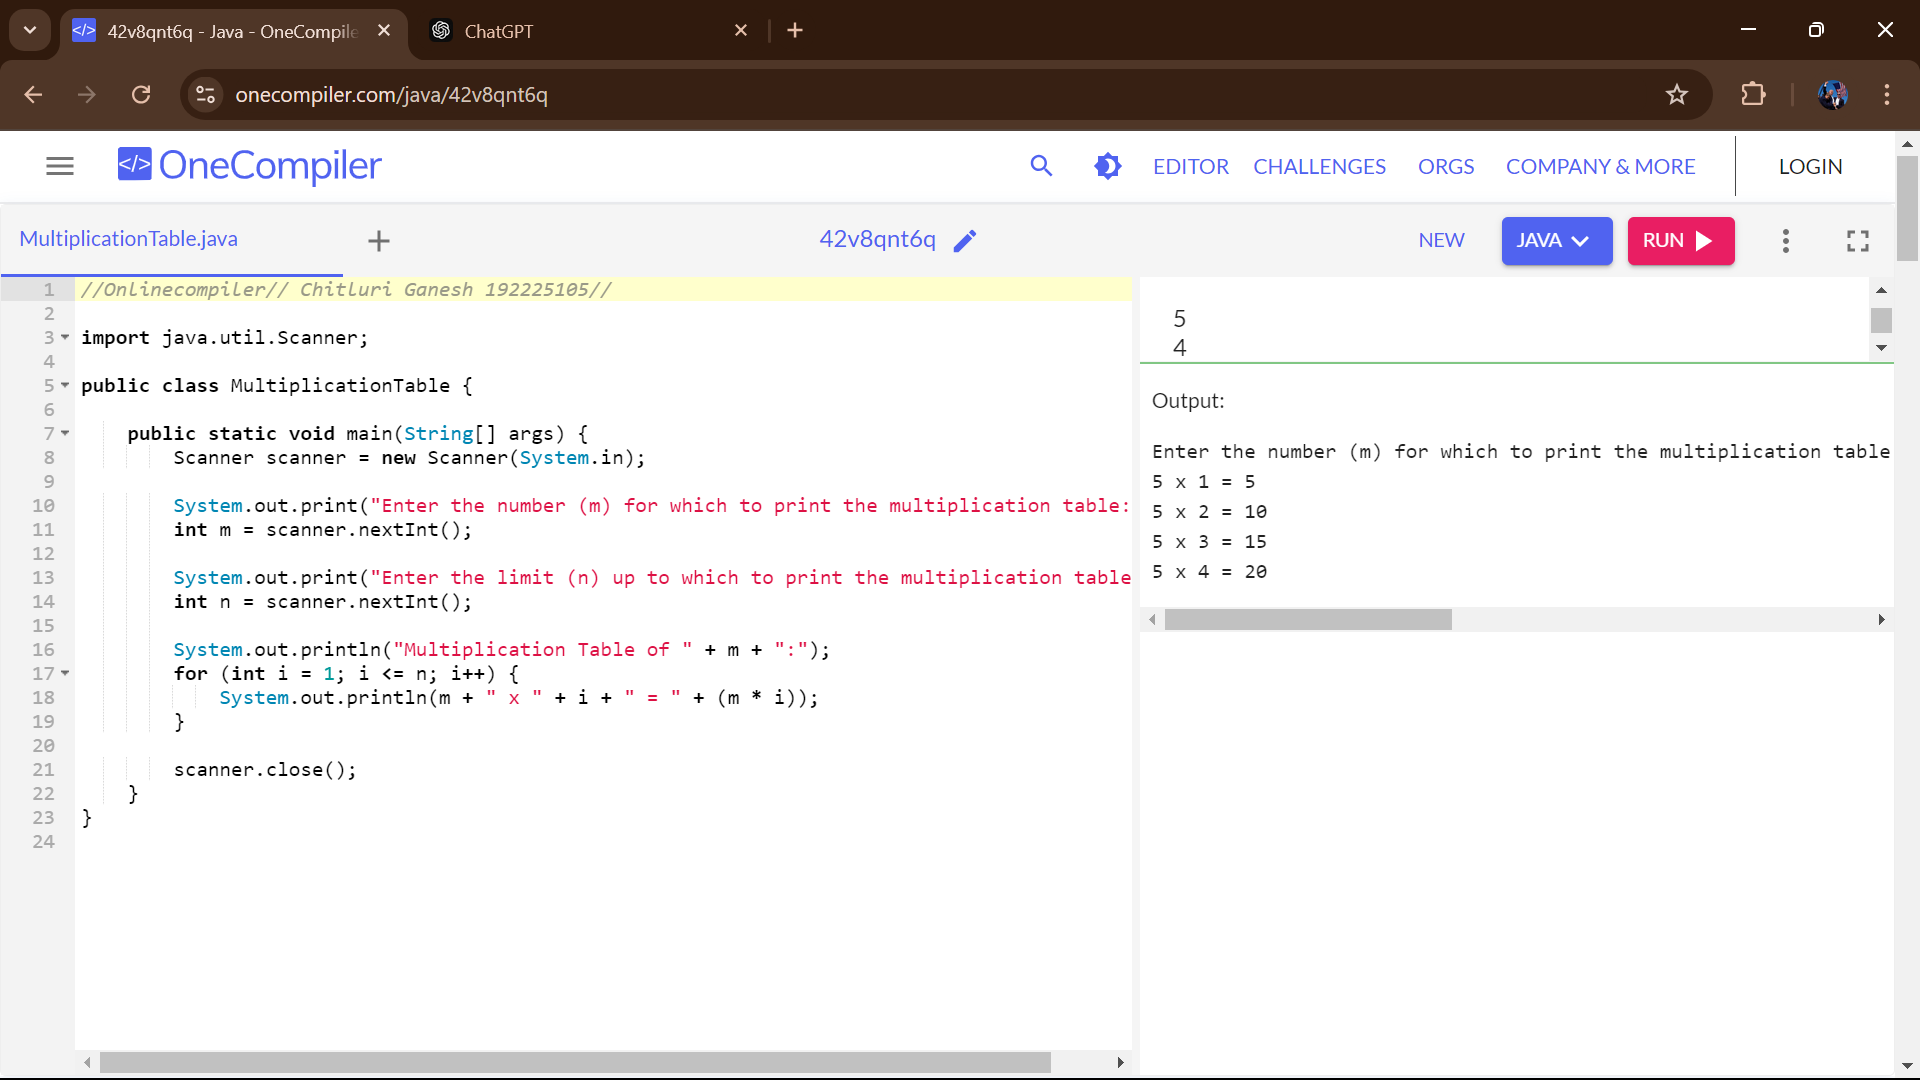 42v8qnt6q - Java - OneCompile
ChatGPT
onecompiler.com/java/42v8qnt6q
</> OneCompiler
EDITOR CHALLENGES ORGS COMPANY & MORE LOGIN
MultiplicationTable.java
42v8qnt6q
NEW JAVA RUN
1 //Onlinecompiler// Chitluri Ganesh 192225105//
2
3 import java.util.Scanner;
4
5 public class MultiplicationTable {
6
7 public static void main(String[] args) {
8 Scanner scanner = new Scanner(System.in);
9
10 System.out.print("Enter the number (m) for which to print the multiplication table:
11 int m = scanner.nextInt();
12
13 System.out.print("Enter the limit (n) up to which to print the multiplication table
14 int n = scanner.nextInt();
15
16 System.out.println("Multiplication Table of " + m + ":");
17 for (int i = 1; i <= n; i++) {
18 System.out.println(m + " x " + i + " = " + (m * i));
19 }
20
21 scanner.close();
22 }
23 }
24
5
4
Output:
Enter the number (m) for which to print the multiplication table
5 x 1 = 5
5 x 2 = 10
5 x 3 = 15
5 x 4 = 20